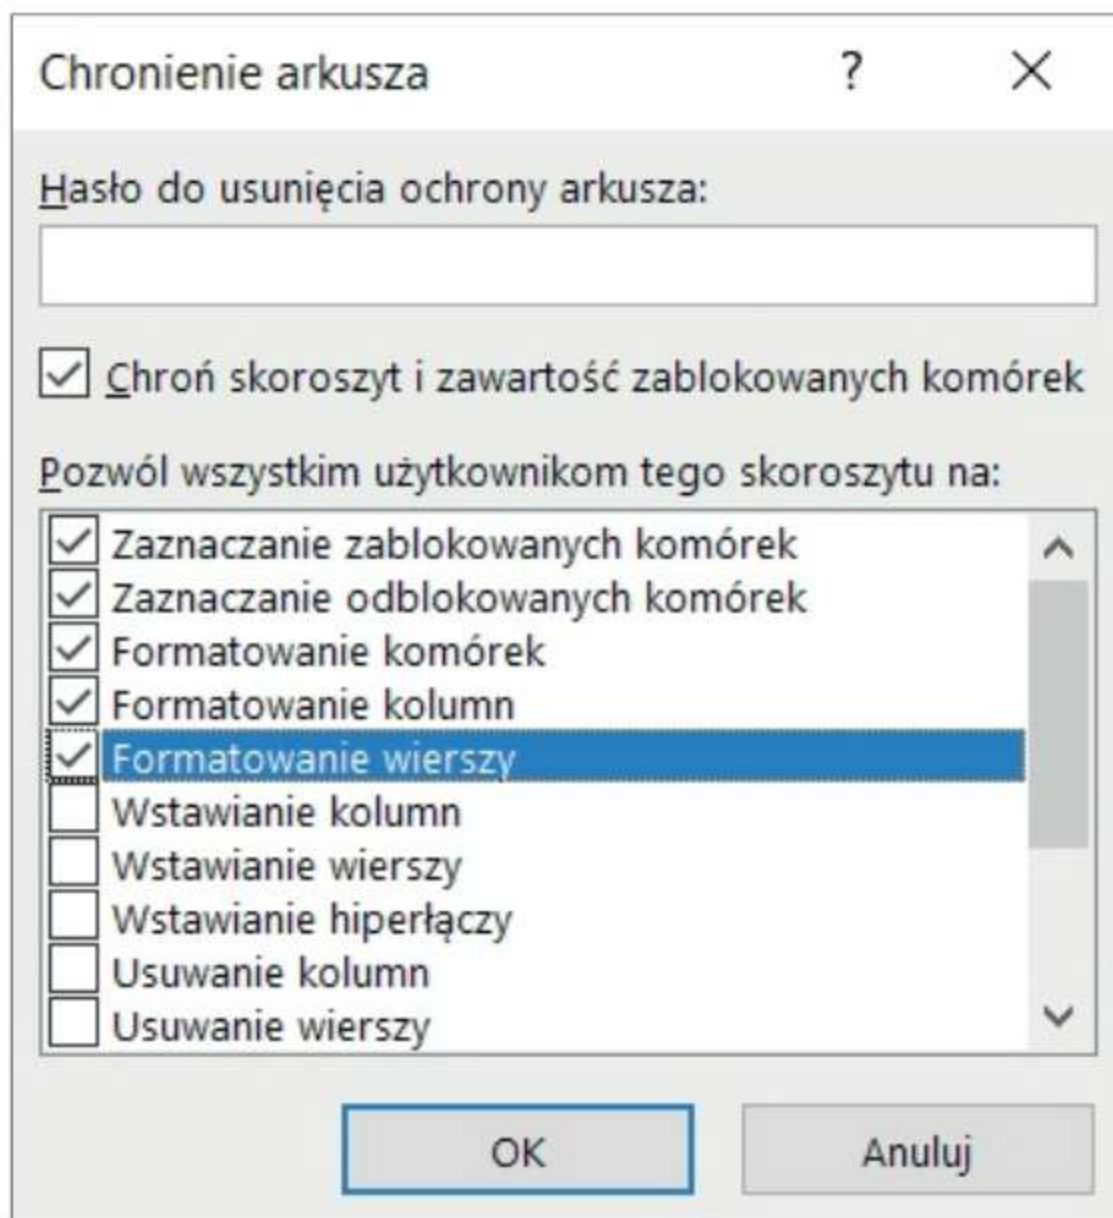 Chronienie arkusza ?
Hasło do usunięcia ochrony arkusza:
Chroń skoroszyt i zawartość zablokowanych komórek
Pozwól wszystkim użytkownikom tego skoroszytu na:
Zaznaczanie zablokowanych komórek
Zaznaczanie odblokowanych komórek
Formatowanie komórek
Formatowanie kolumn
Formatowanie wierszy
Wstawianie kolumn
Wstawianie wierszy
Wstawianie hiperłączy
Usuwanie kolumn
Usuwanie wierszy
OK Anuluj